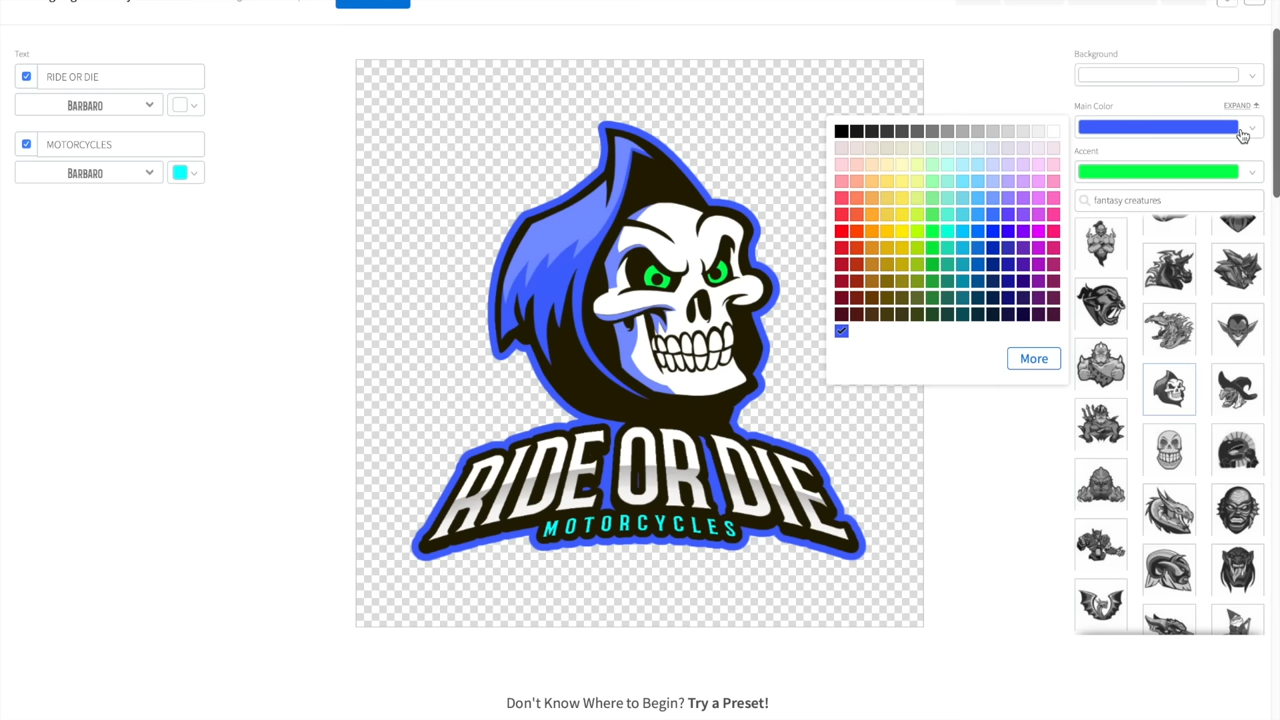 Text
RIDE OR DIE
BARBARO
MOTORCYCLES
BARBARO
RIDE OR DIE
MOTORCYCLES
Background
Main Color
EXPAND
Accent
fantasy creatures
More
Don't Know Where to Begin? Try a Preset!